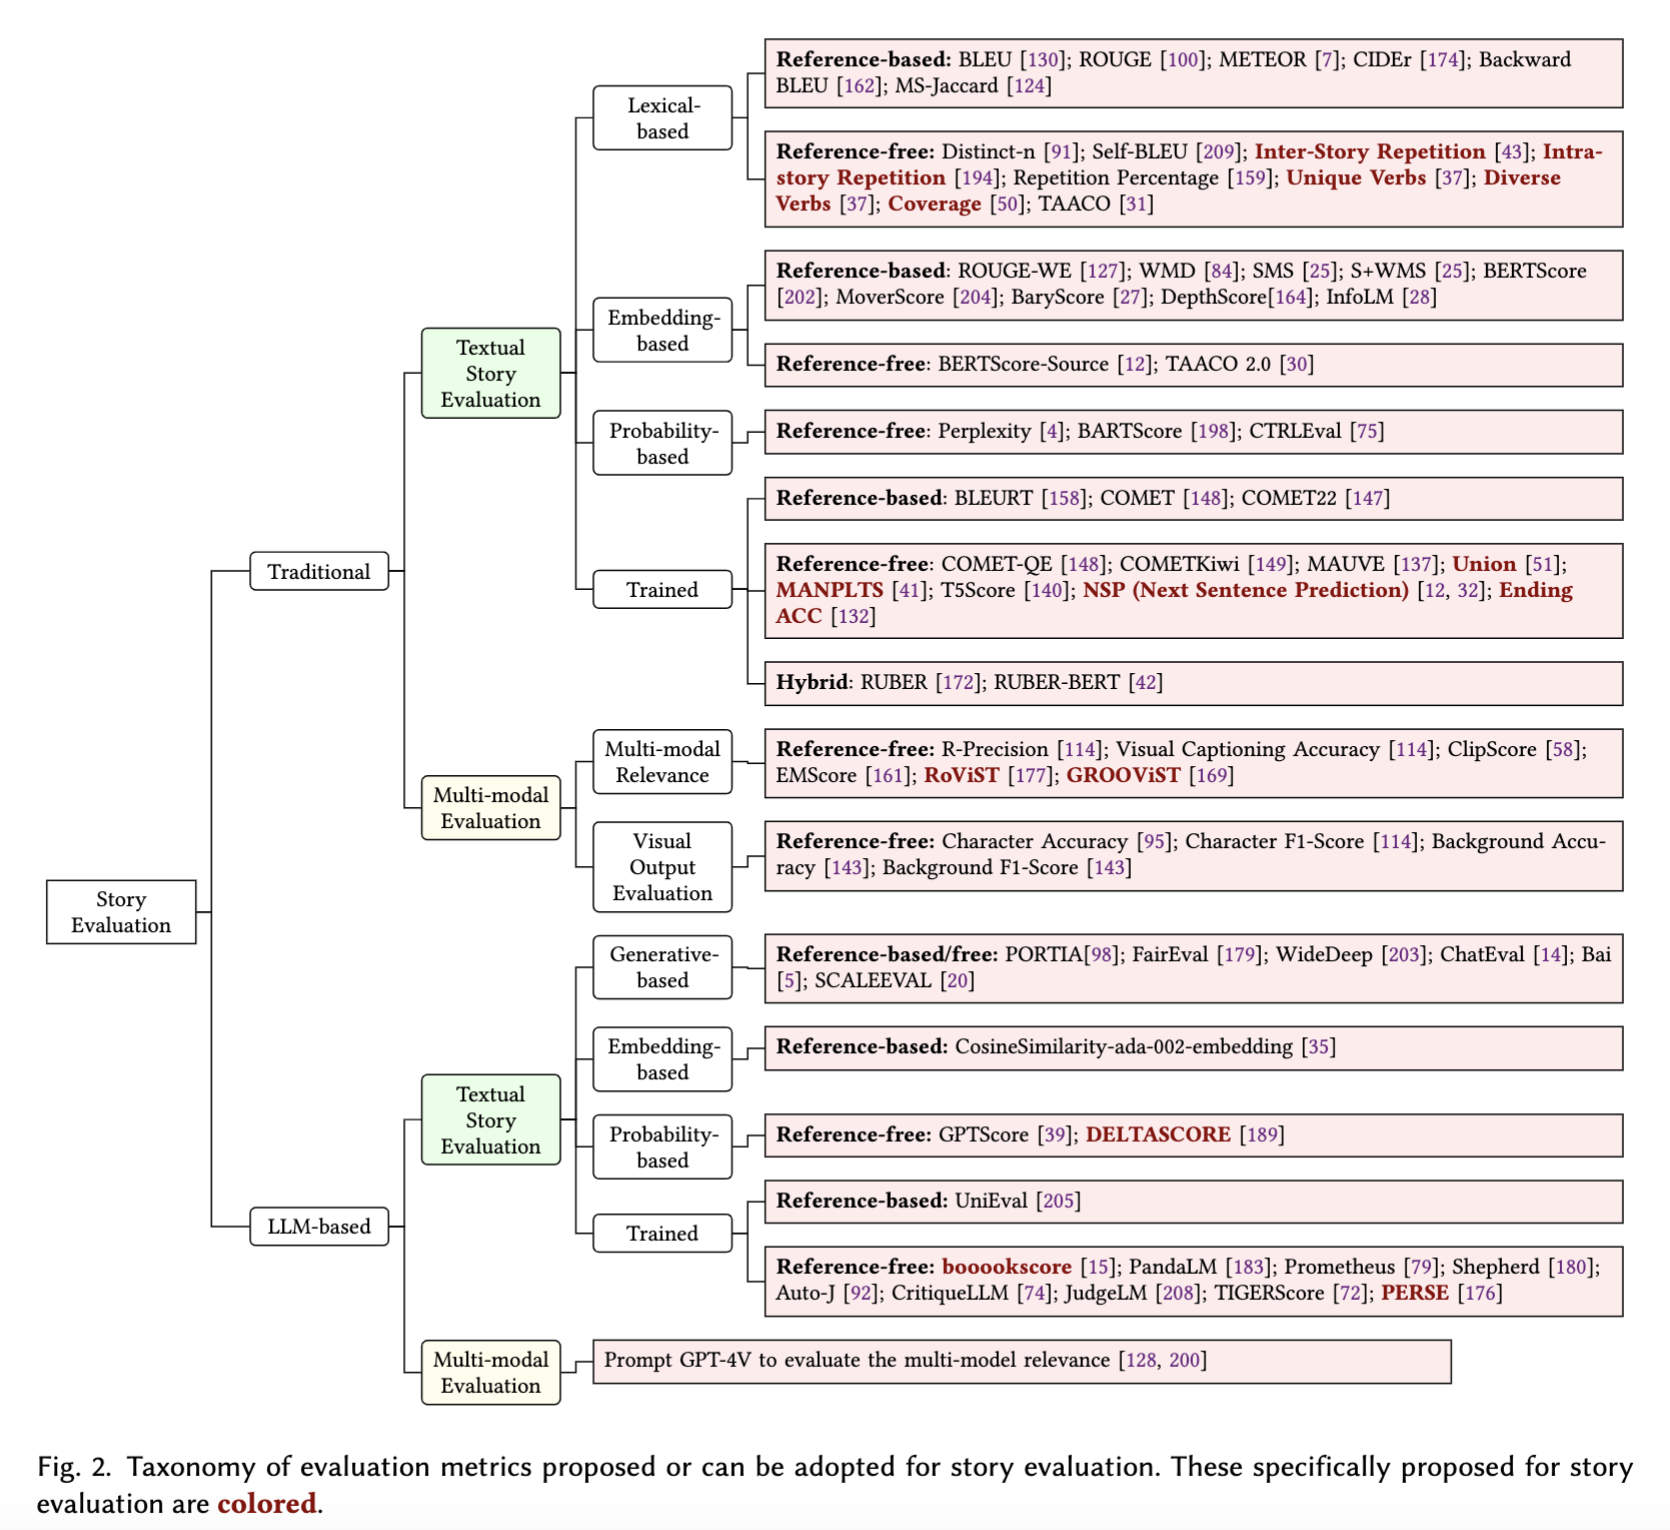 Reference-based: BLEU [130]; ROUGE [100]; METEOR [7]; CIDEr [174]; Backward
BLEU [162]; MS-Jaccard [124]
Lexical-
based
Reference-free: Distinct-n [91]; Self-BLEU [209]; Inter-Story Repetition [43]; Intra-
story Repetition [194]; Repetition Percentage [159]; Unique Verbs [37]; Diverse
Verbs [37]; Coverage [50]; TAACO [31]
Reference-based: ROUGE-WE [127]; WMD [84]; SMS [25]; S+WMS [25]; BERTScore
[202]; MoverScore [204]; BaryScore [27]; DepthScore[164]; InfoLM [28]
Embedding-
based
Reference-free: BERTScore-Source [12]; TAACO 2.0 [30]
Textual
Story
Evaluation
Probability-
based
Reference-free: Perplexity [4]; BARTScore [198]; CTRLEval [75]
Reference-based: BLEURT [158]; COMET [148]; COMET22 [147]
Traditional
Trained
Reference-free: COMET-QE [148]; COMETKiwi [149]; MAUVE [137]; Union [51];
MANPLTS [41]; T5Score [140]; NSP (Next Sentence Prediction) [12, 32]; Ending
ACC [132]
Hybrid: RUBER [172]; RUBER-BERT [42]
Multi-modal
Relevance
Reference-free: R-Precision [114]; Visual Captioning Accuracy [114]; ClipScore [58];
EMScore [161]; RoViST [177]; GROOViST [169]
Multi-modal
Evaluation
Visual
Output
Evaluation
Reference-free: Character Accuracy [95]; Character F1-Score [114]; Background Accu-
racy [143]; Background F1-Score [143]
Story
Evaluation
Generative-
based
Reference-based/free: PORTIA[98]; FairEval [179]; WideDeep [203]; ChatEval [14]; Bai
[5]; SCALEEVAL [20]
Embedding-
based
Reference-based: CosineSimilarity-ada-002-embedding [35]
Textual
Story
Evaluation
Probability-
based
Reference-free: GPTScore [39]; DELTASCORE [189]
Reference-based: UniEval [205]
LLM-based
Trained
Reference-free: booookscore [15]; PandaLM [183]; Prometheus [79]; Shepherd [180];
Auto-J [92]; CritiqueLLM [74]; JudgeLM [208]; TIGERScore [72]; PERSE [176]
Multi-modal
Evaluation
Prompt GPT-4V to evaluate the multi-model relevance [128, 200]
Fig. 2. Taxonomy of evaluation metrics proposed or can be adopted for story evaluation. These specifically proposed for story
evaluation are colored.